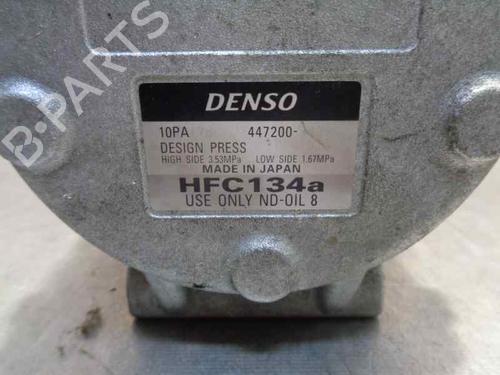 B-PARTS
DENSO
10PA 447200-
DESIGN PRESS
HIGH SIDE 3.53MPa LOW SIDE 1.67MPa
MADE IN JAPAN
HFC134a
USE ONLY ND-OIL 8